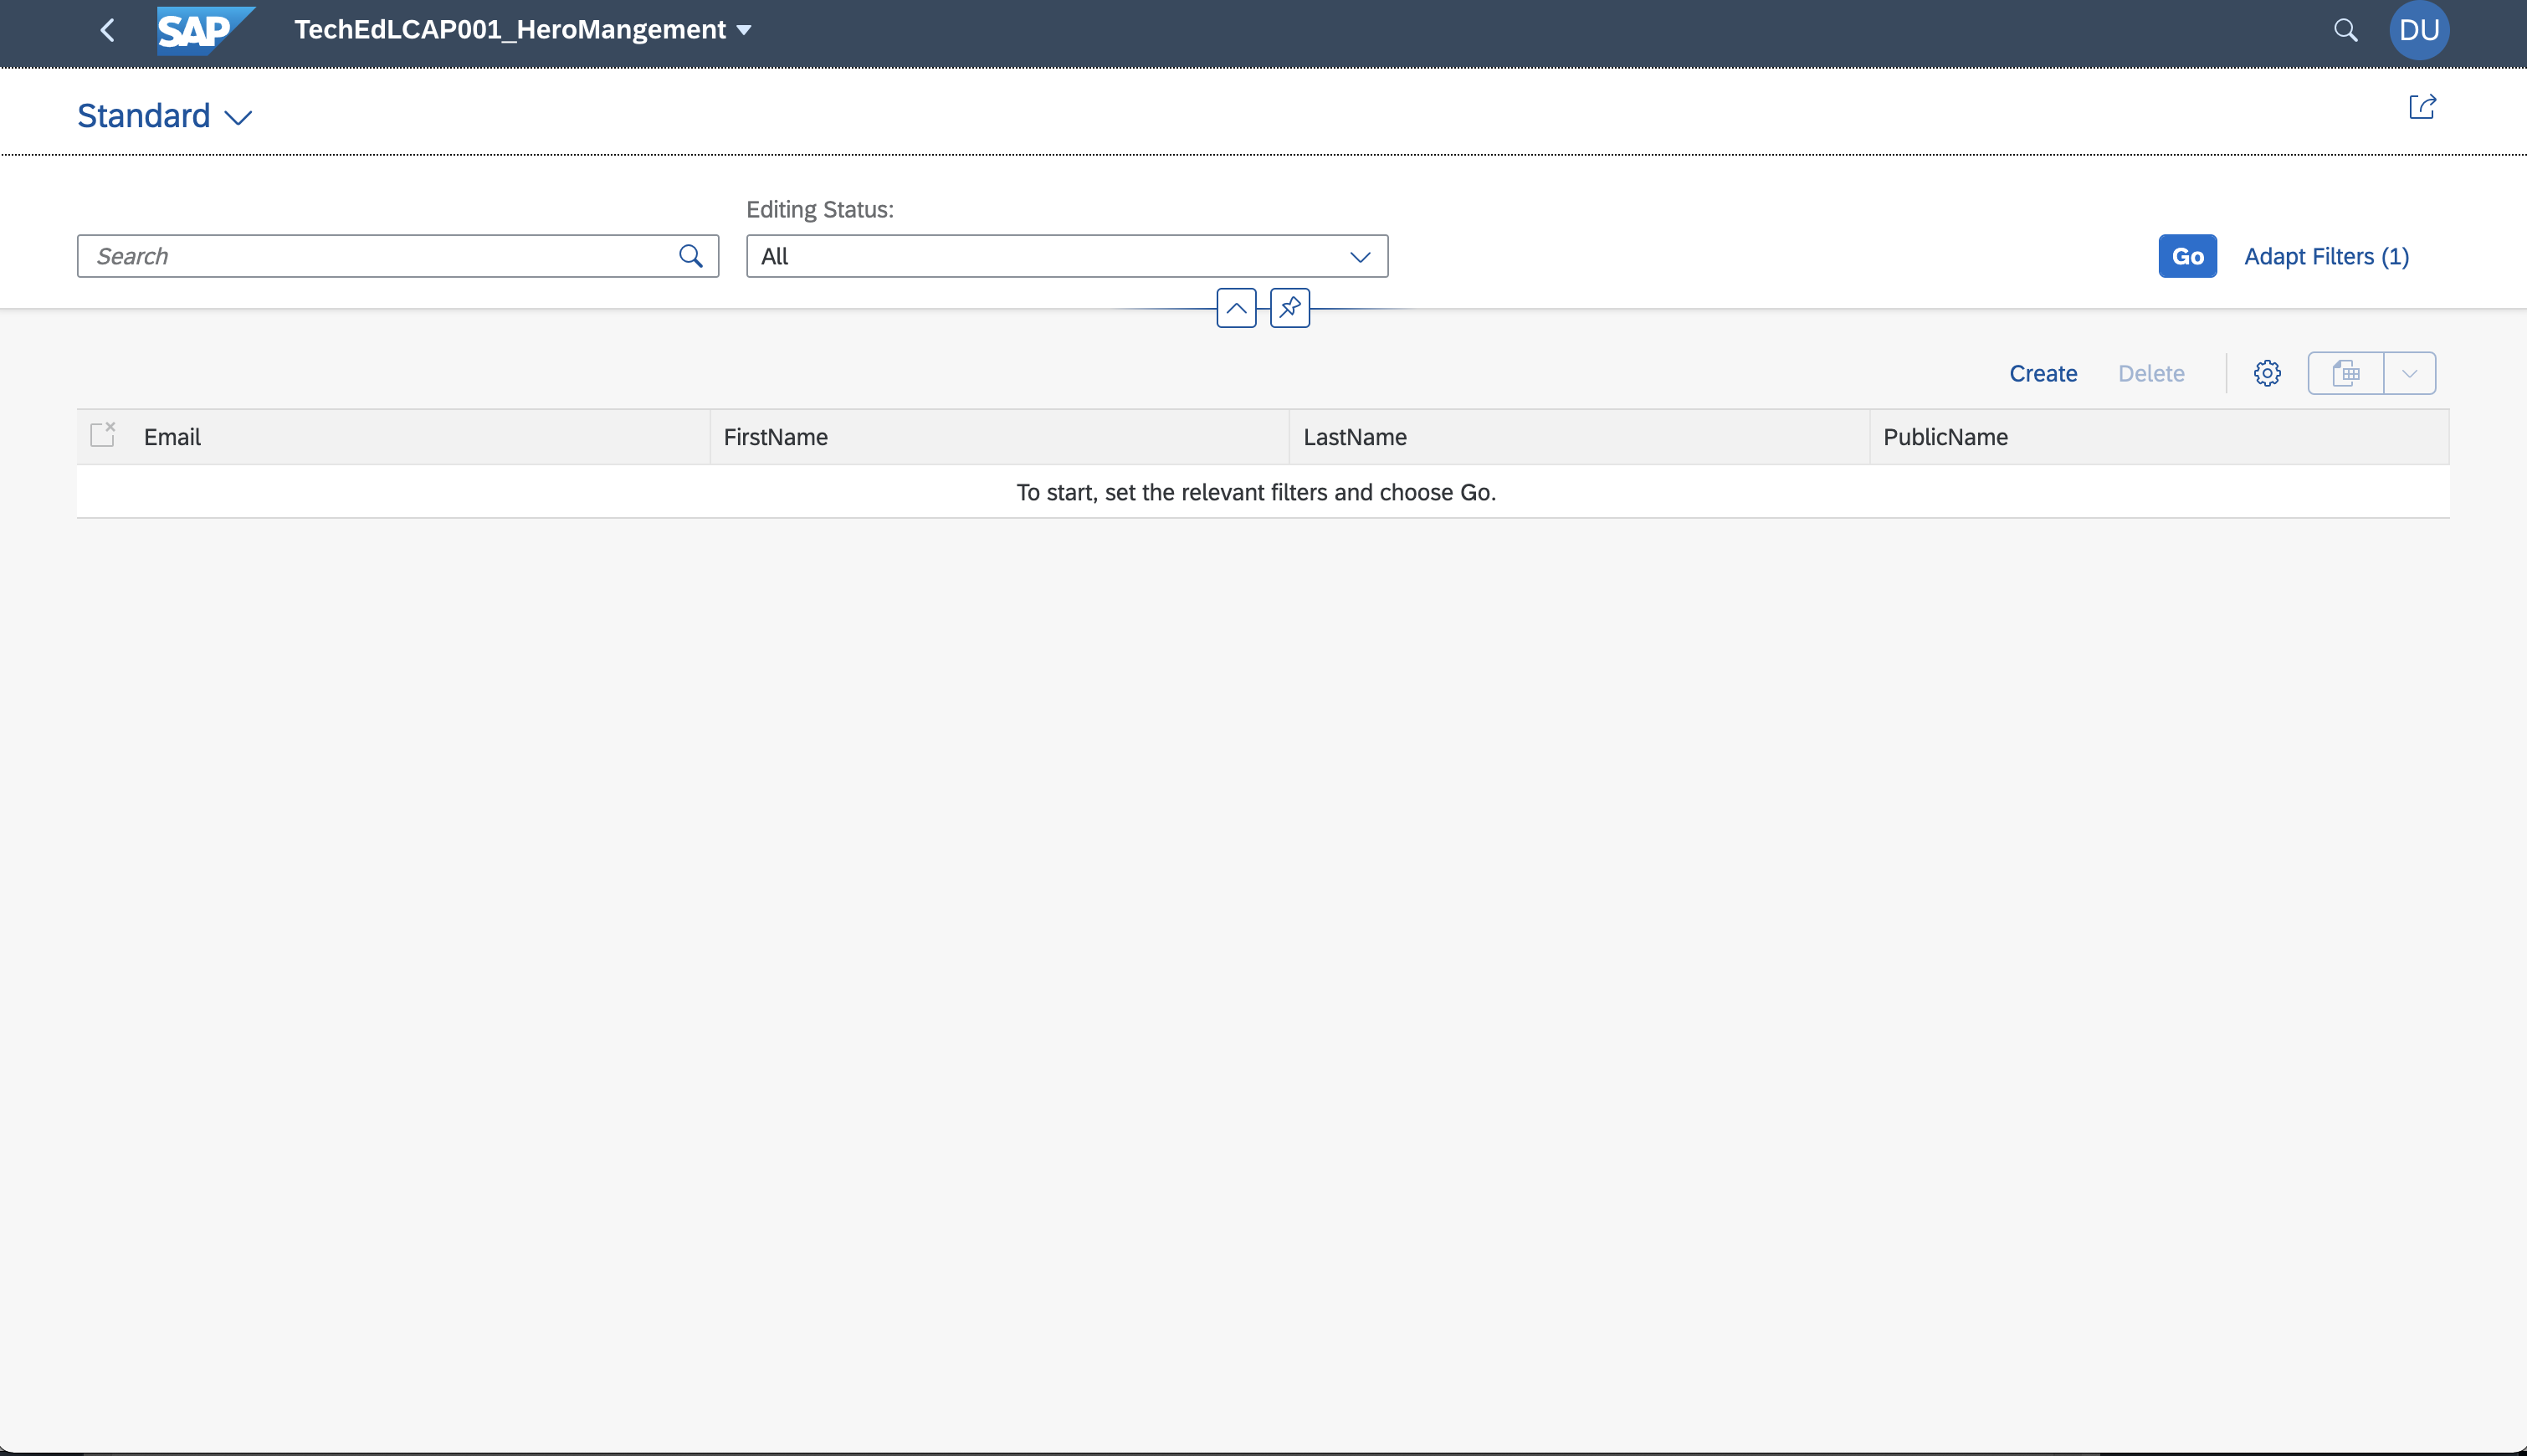 SAP TechEdLCAP001_HeroMangement DU
Standard
Editing Status:
Search All Go Adapt Filters (1)
Create Delete
Email FirstName LastName PublicName
To start, set the relevant filters and choose Go.